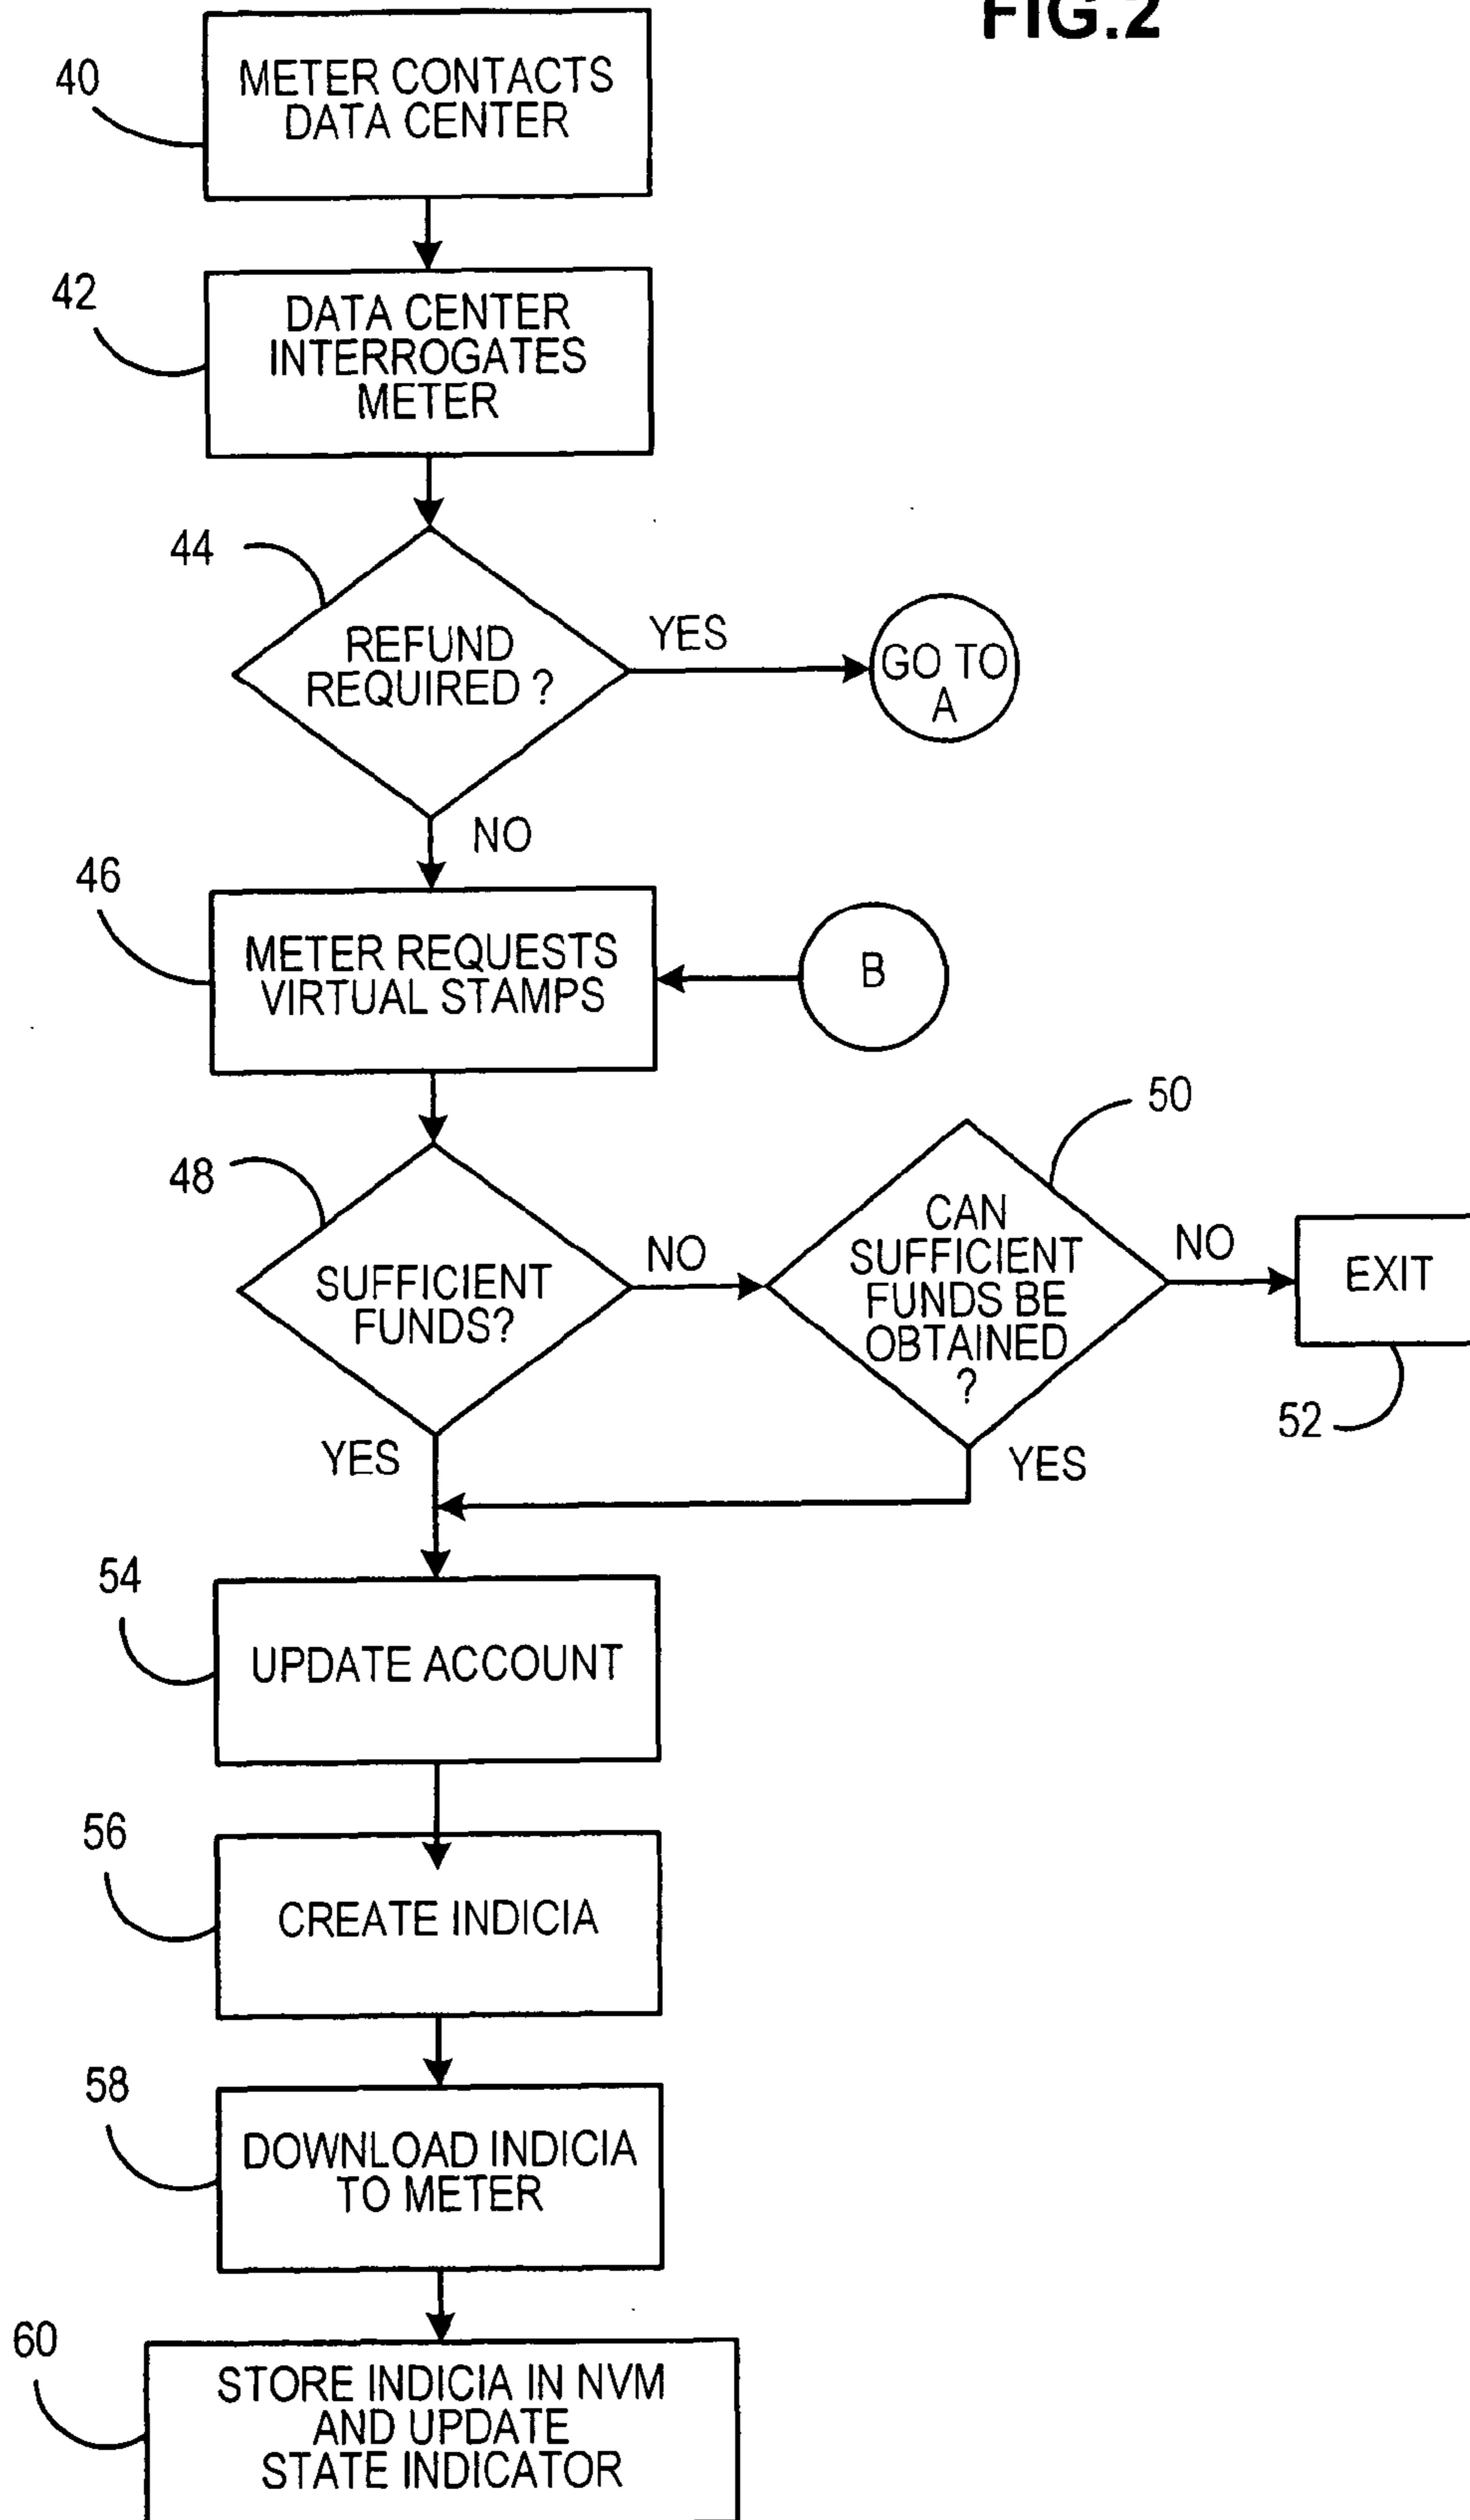 FIG.2
40
METER CONTACTS
DATA CENTER
42
DATA CENTER
INTERROGATES
METER
44
REFUND
REQUIRED ?
YES
GO TO
A
NO
46
METER REQUESTS
VIRTUAL STAMPS
B
48
SUFFICIENT
FUNDS?
NO
50
CAN
SUFFICIENT
FUNDS BE
OBTAINED
?
NO
EXIT
52
YES
YES
54
UPDATE ACCOUNT
56
CREATE INDICIA
58
DOWNLOAD INDICIA
TO METER
60
STORE INDICIA IN NVM
AND UPDATE
STATE INDICATOR